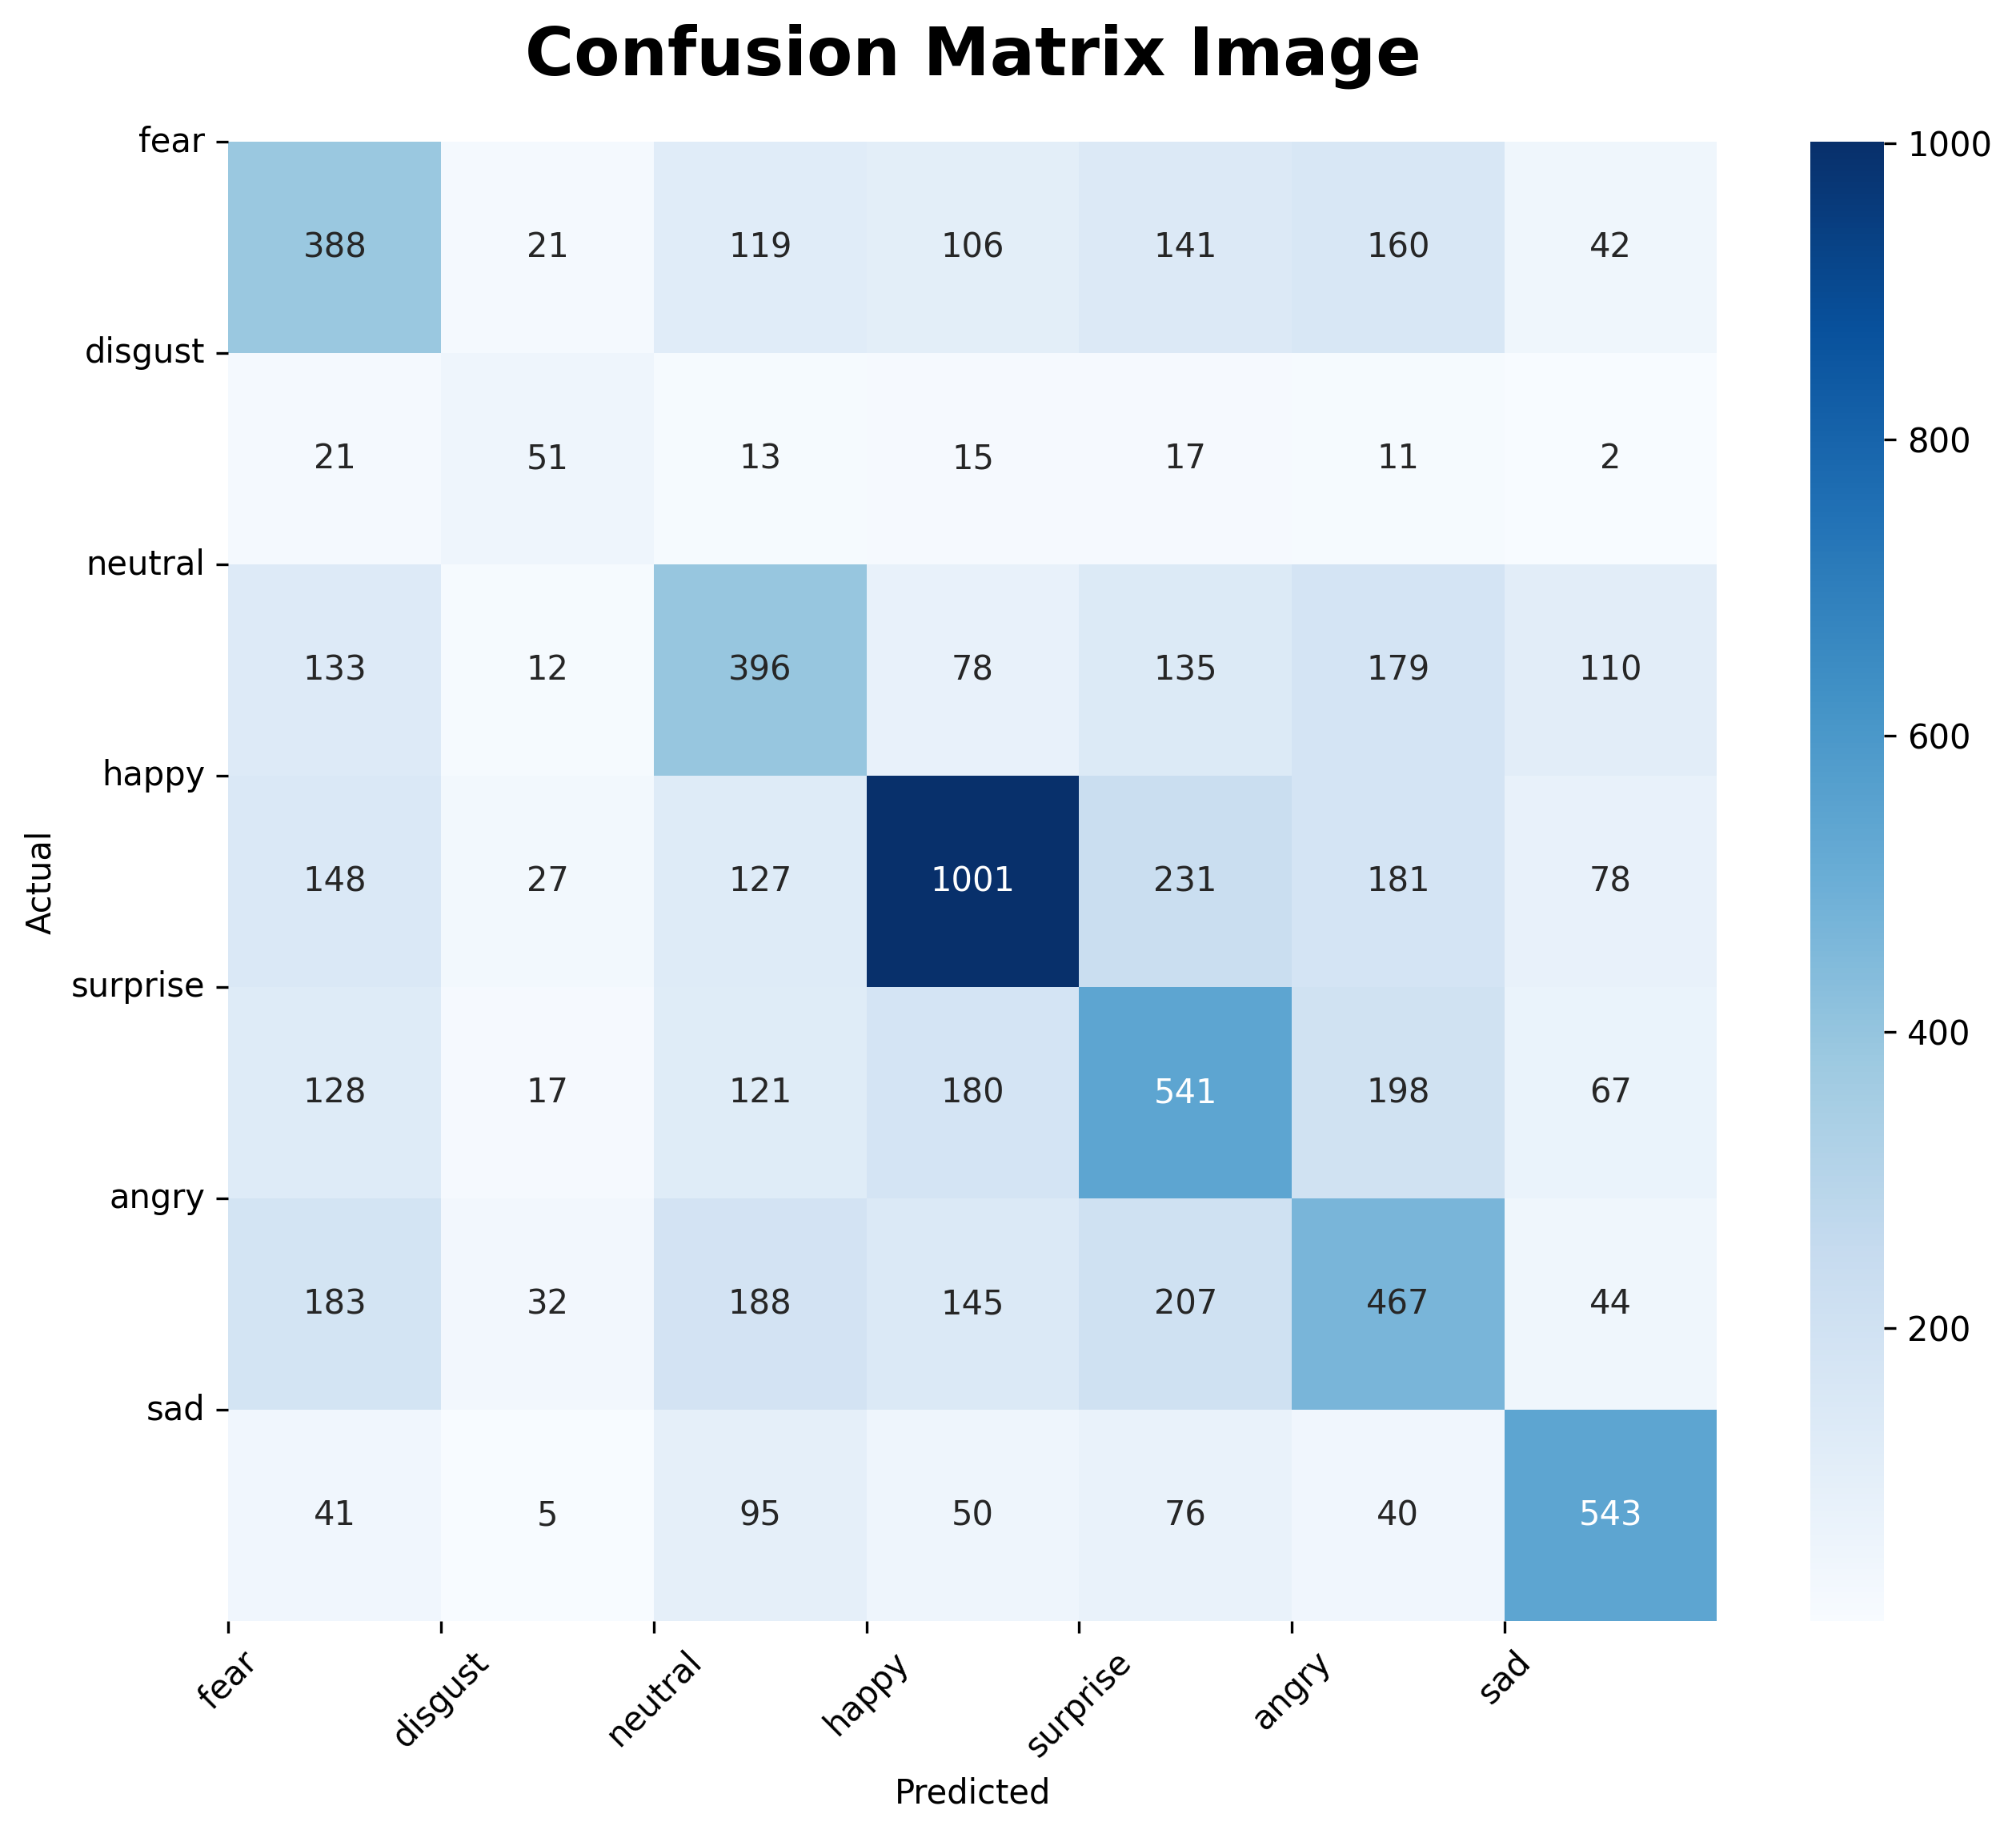 Confusion Matrix Image
fear
388 21 119 106 141 160 42
disgust
21 51 13 15 17 11 2
neutral
133 12 396 78 135 179 110
happy
148 27 127 1001 231 181 78
surprise
128 17 121 180 541 198 67
angry
183 32 188 145 207 467 44
sad
41 5 95 50 76 40 543
Actual
fear disgust neutral happy surprise angry sad
Predicted
1000
800
600
400
200